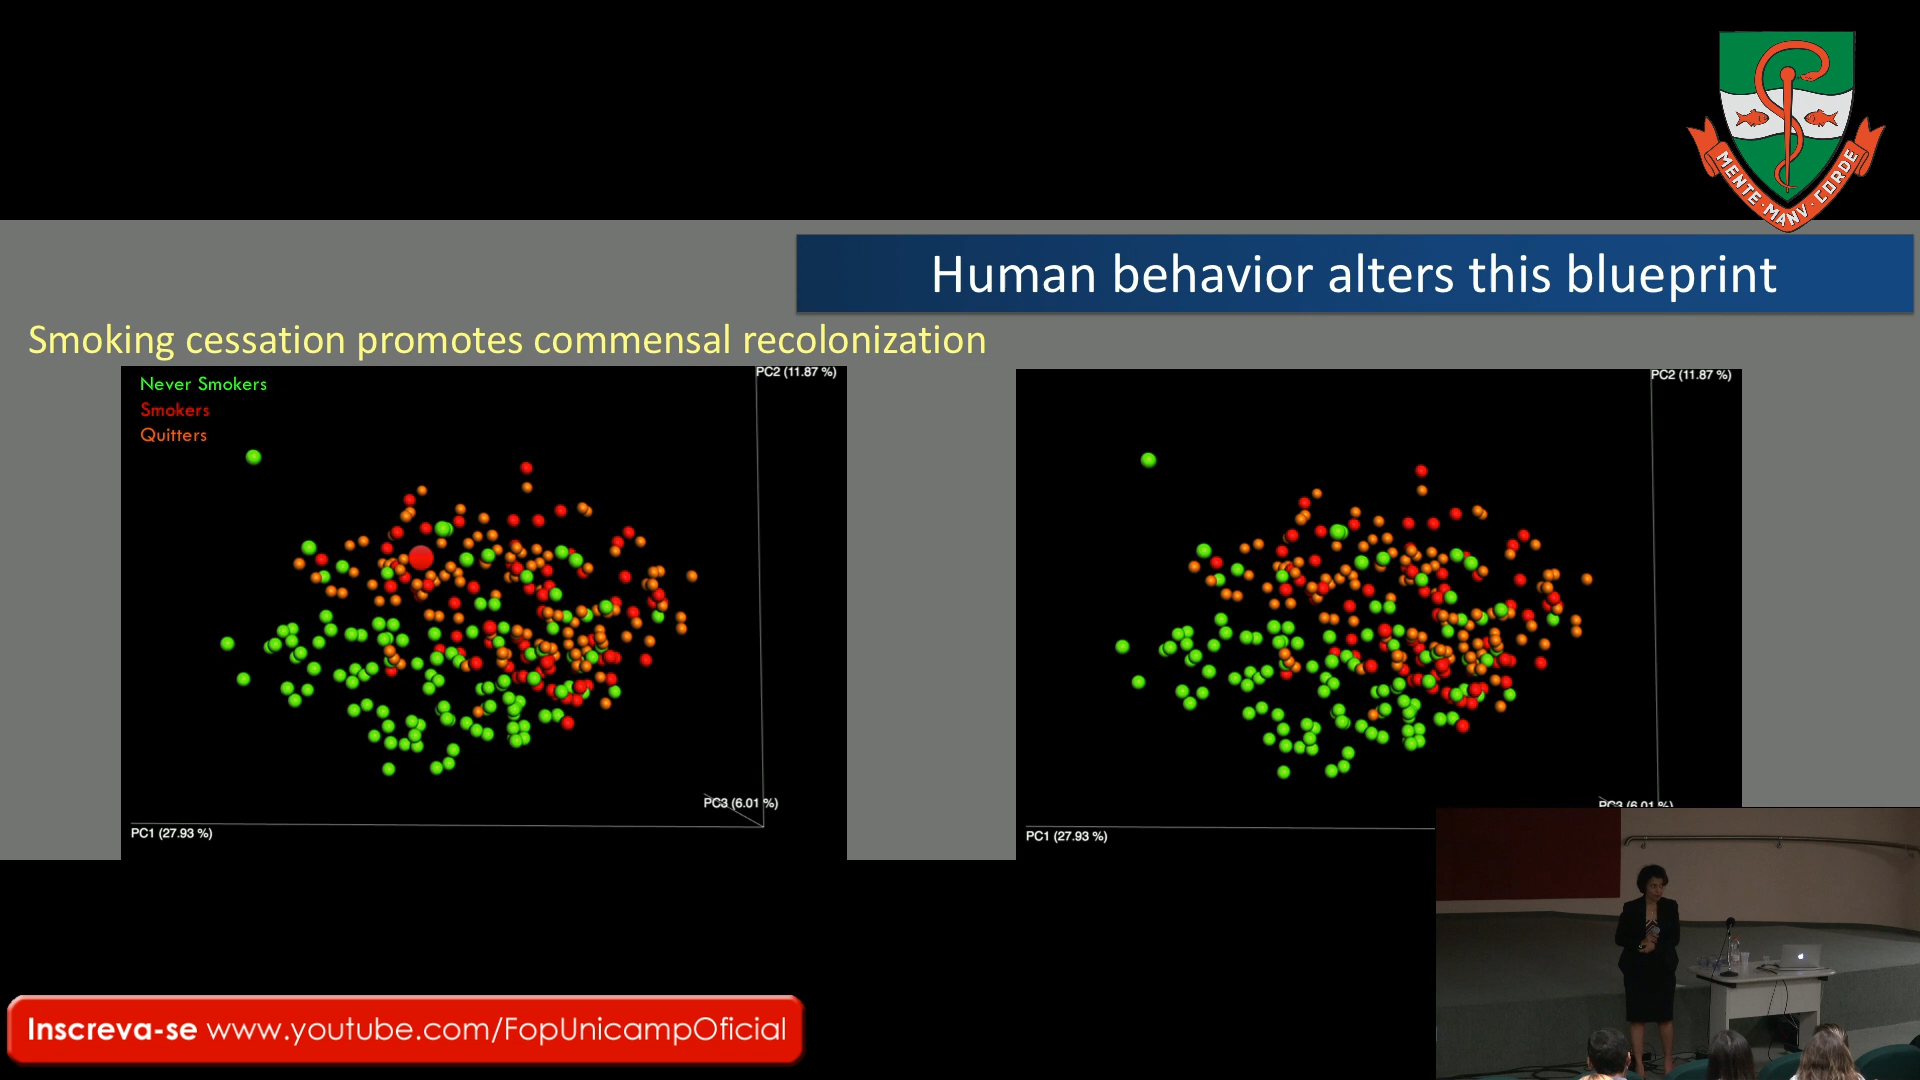 MENTE·MANV·CORDE
Human behavior alters this blueprint
Smoking cessation promotes commensal recolonization
Never Smokers
Smokers
Quitters
PC2 (11.87 %)
PC3 (6.01 %)
PC1 (27.93 %)
PC2 (11.87 %)
PC3 (6.01 %)
PC1 (27.93 %)
Inscreva-se www.youtube.com/FopUnicampOficial